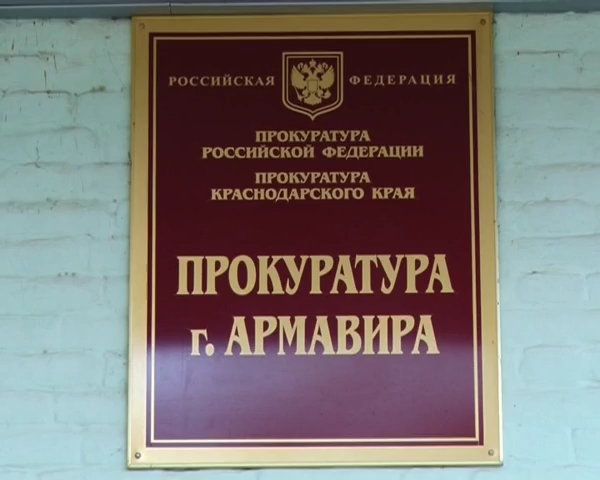 РОССИЙСКАЯ ФЕДЕРАЦИЯ
ПРОКУРАТУРА
РОССИЙСКОЙ ФЕДЕРАЦИИ
ПРОКУРАТУРА
КРАСНОДАРСКОГО КРАЯ
ПРОКУРАТУРА
г. АРМАВИРА